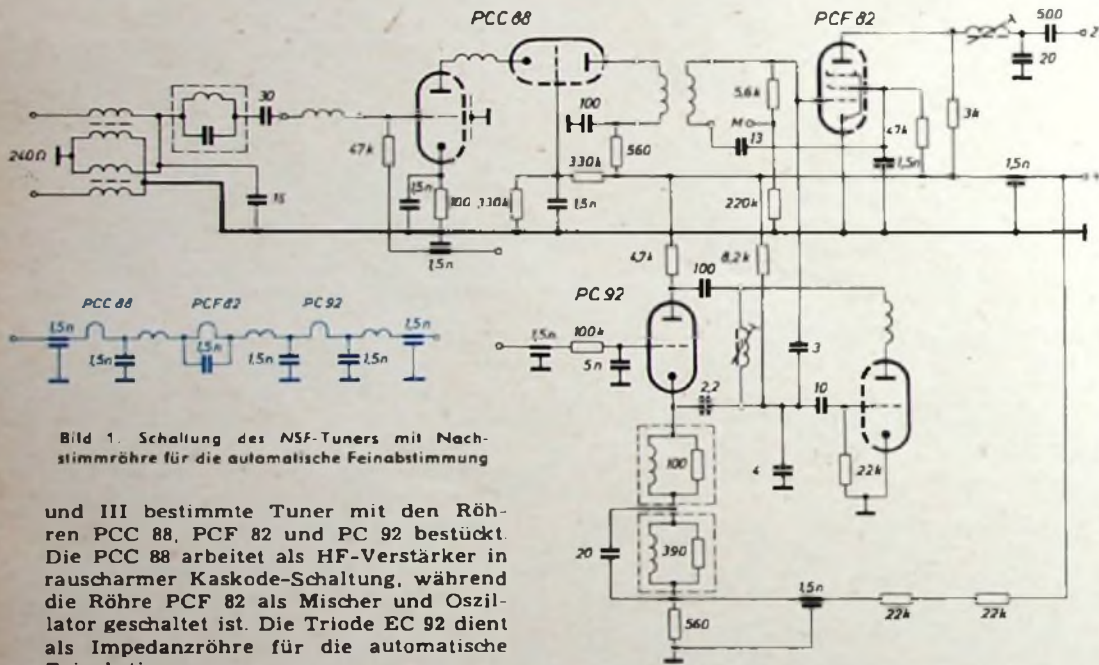 PCC 88
PCF 82
500
20
30
240Ω
15
47k
1,5n
100
330k
1,5n
100
560
330k
1,5n
5,6k
M
13
220k
47k
1,5n
3k
1,5n
+
1,5n
4,7k
8,2k
100
PC 92
1,5n
100k
5n
2,2
3
10
4
22k
100
20
390
560
1,5n
22k
22k
PCC 88
PCF 82
PC 92
1,5n
1,5n
1,5n
1,5n
1,5n
1,5n
Bild 1. Schaltung des NSF-Tuners mit Nach-
stimmröhre für die automatische Feinabstimmung
und III bestimmte Tuner mit den Röh-
ren PCC 88, PCF 82 und PC 92 bestückt.
Die PCC 88 arbeitet als HF-Verstärker in
rauscharmer Kaskode-Schaltung, während
die Röhre PCF 82 als Mischer und Oszil-
lator geschaltet ist. Die Triode EC 92 dient
als Impedanzröhre für die automatische